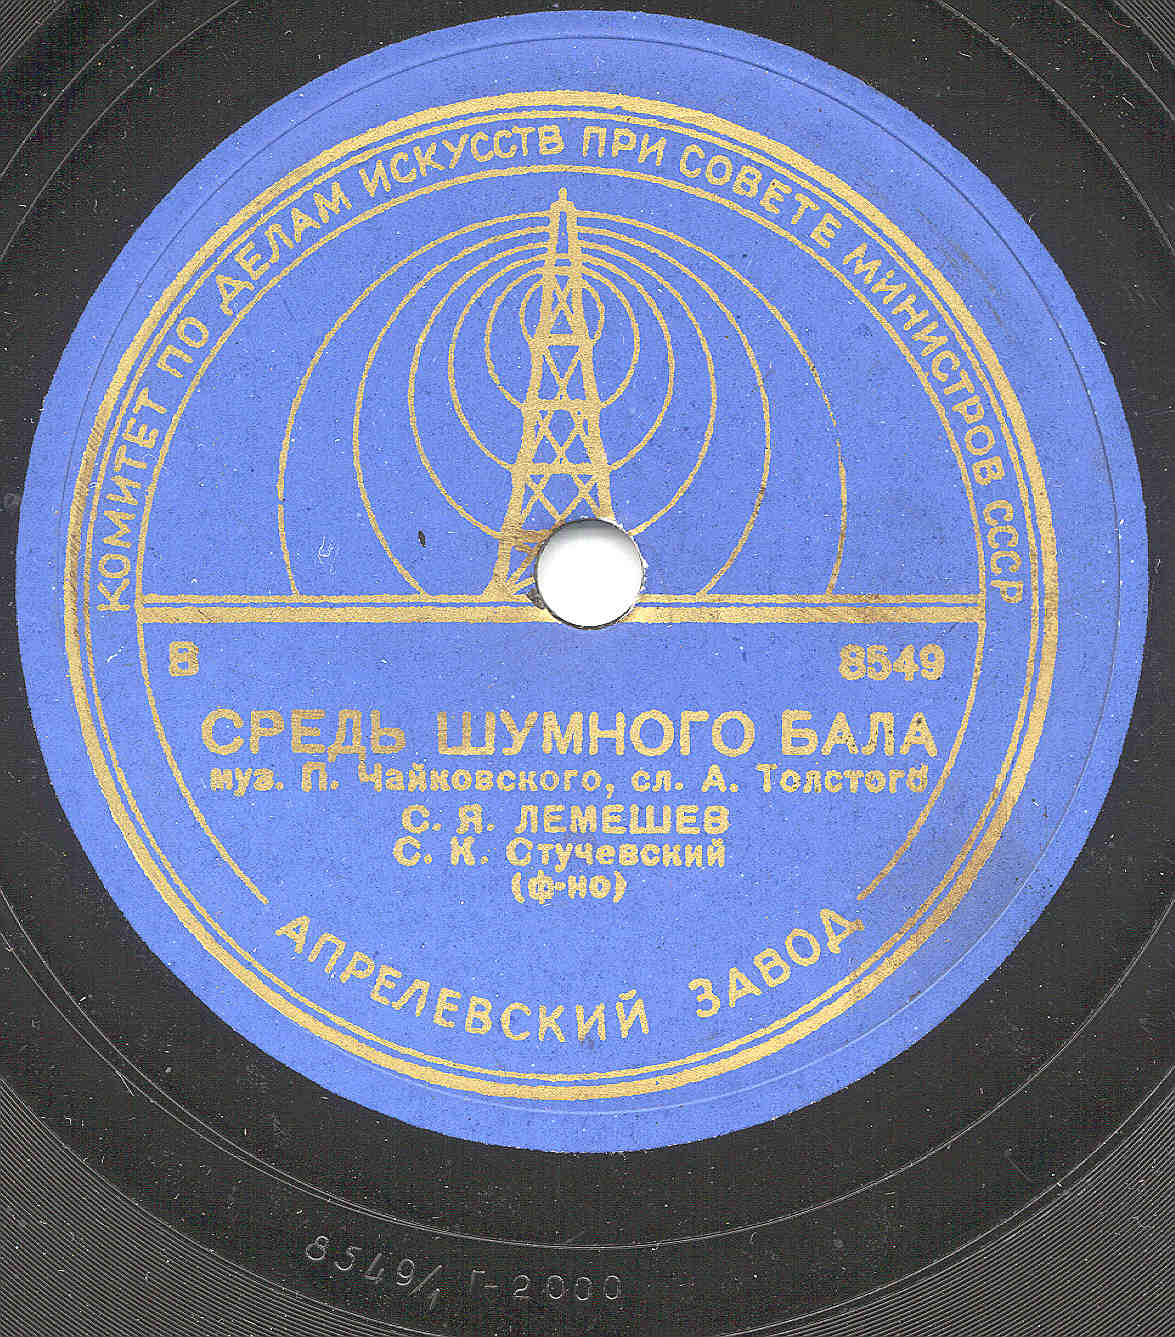 КОМИТЕТ ПО ДЕЛАМ ИСКУССТВ ПРИ СОВЕТЕ МИНИСТРОВ СССР
В 8549
СРЕДЬ ШУМНОГО БАЛА
муз. П. Чайковского, сл. А. Толстого
С. Я. ЛЕМЕШЕВ
С. К. Стучевский
(ф-но)
АПРЕЛЕВСКИЙ ЗАВОД
8549/1 Г-2000